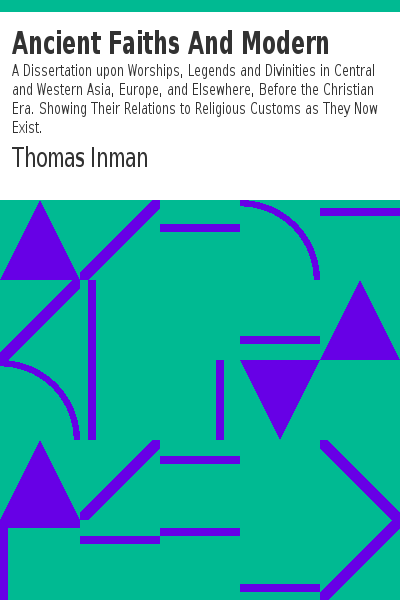 Ancient Faiths And Modern
A Dissertation upon Worships, Legends and Divinities in Central
and Western Asia, Europe, and Elsewhere, Before the Christian
Era. Showing Their Relations to Religious Customs as They Now
Exist.
Thomas Inman